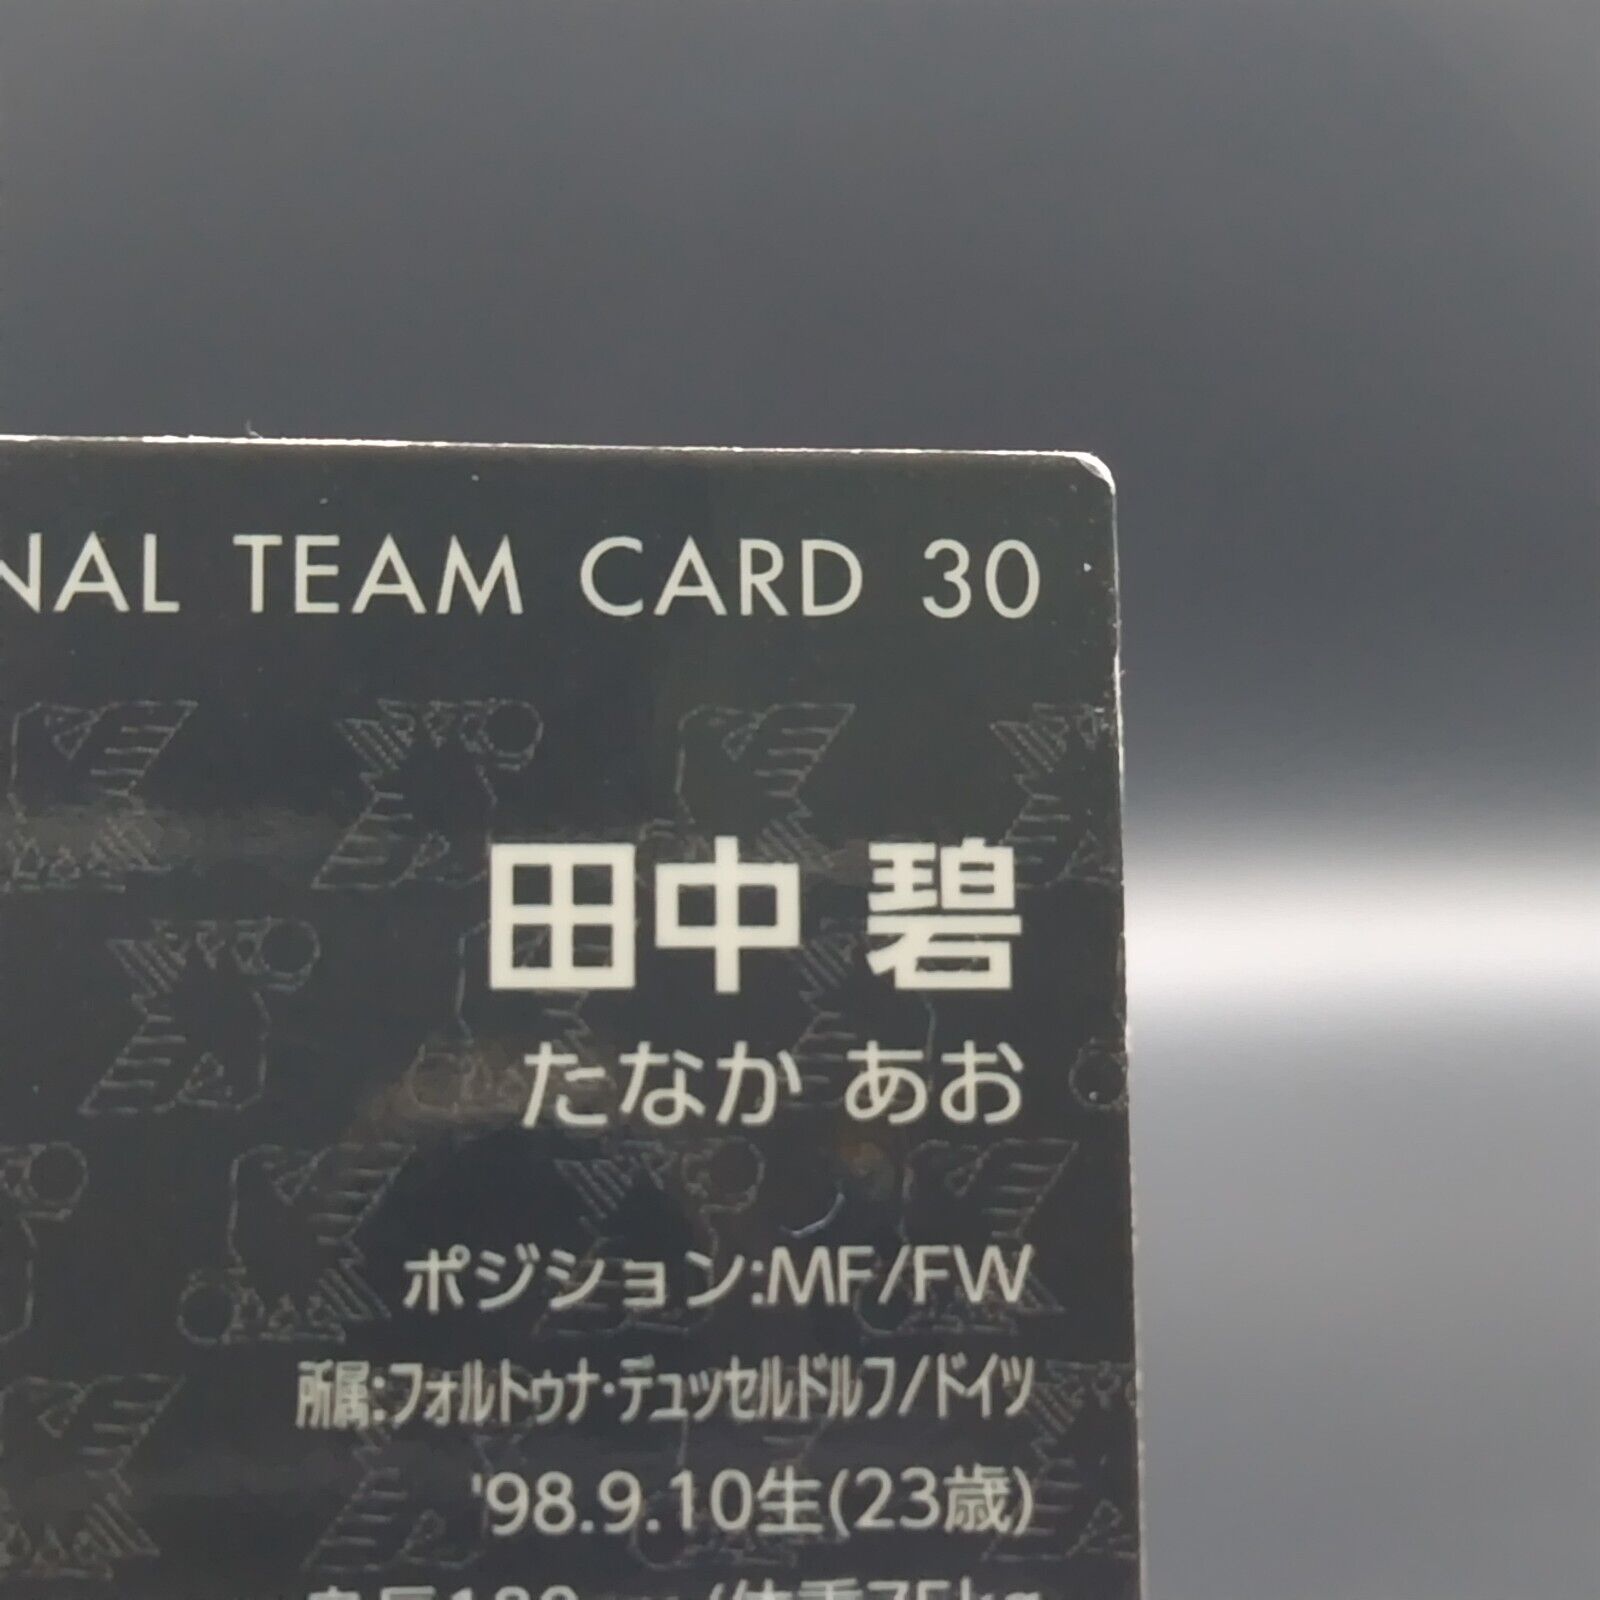 NAL TEAM CARD 30
田中 碧
たなか あお
ポジション:MF/FW
所属:フォルトゥナ・デュッセルドルフ/ドイツ
'98.9.10生(23歳)